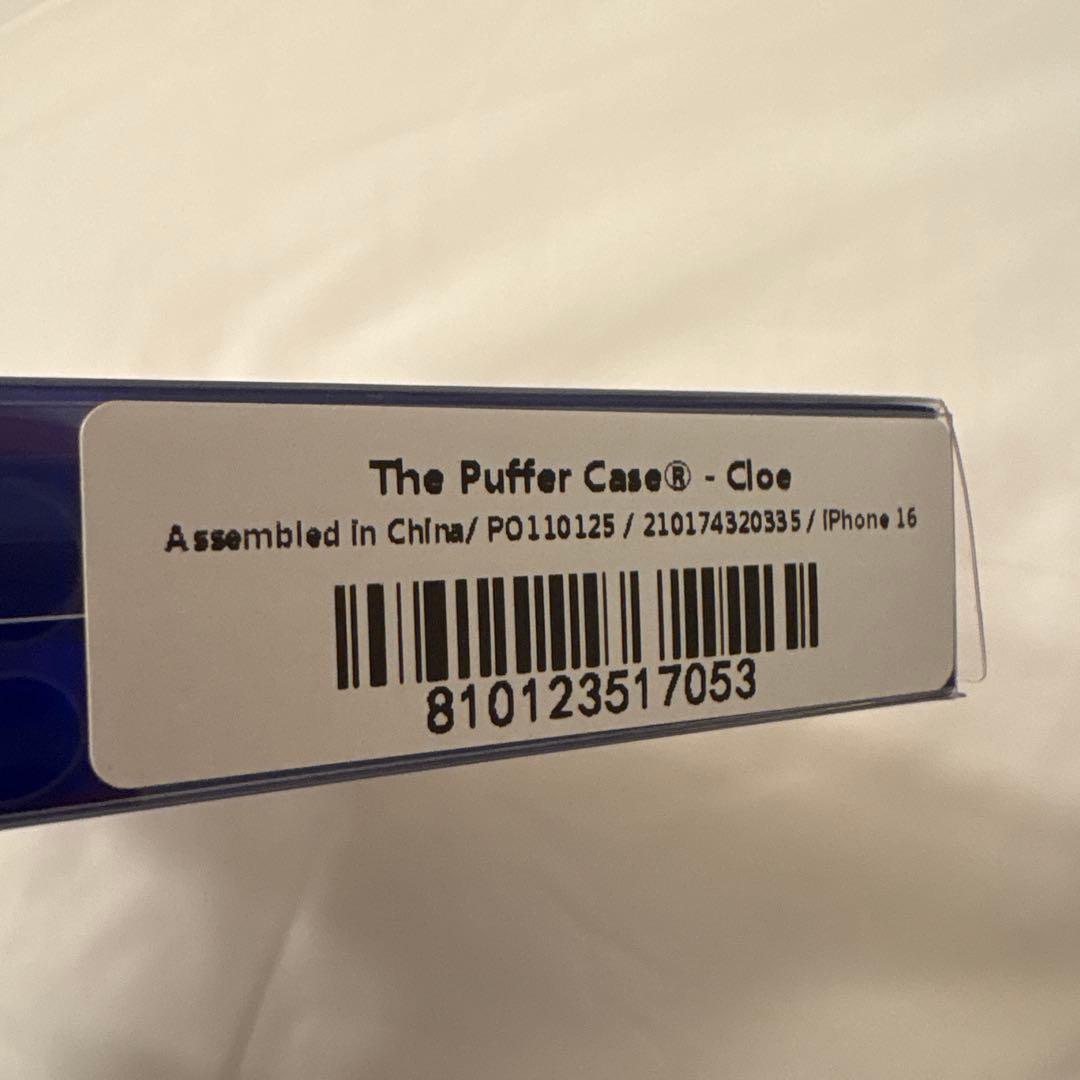 The Puffer Case® - Cloe
Assembled in China/ PO110125 / 210174320335 / iPhone 16
810123517053